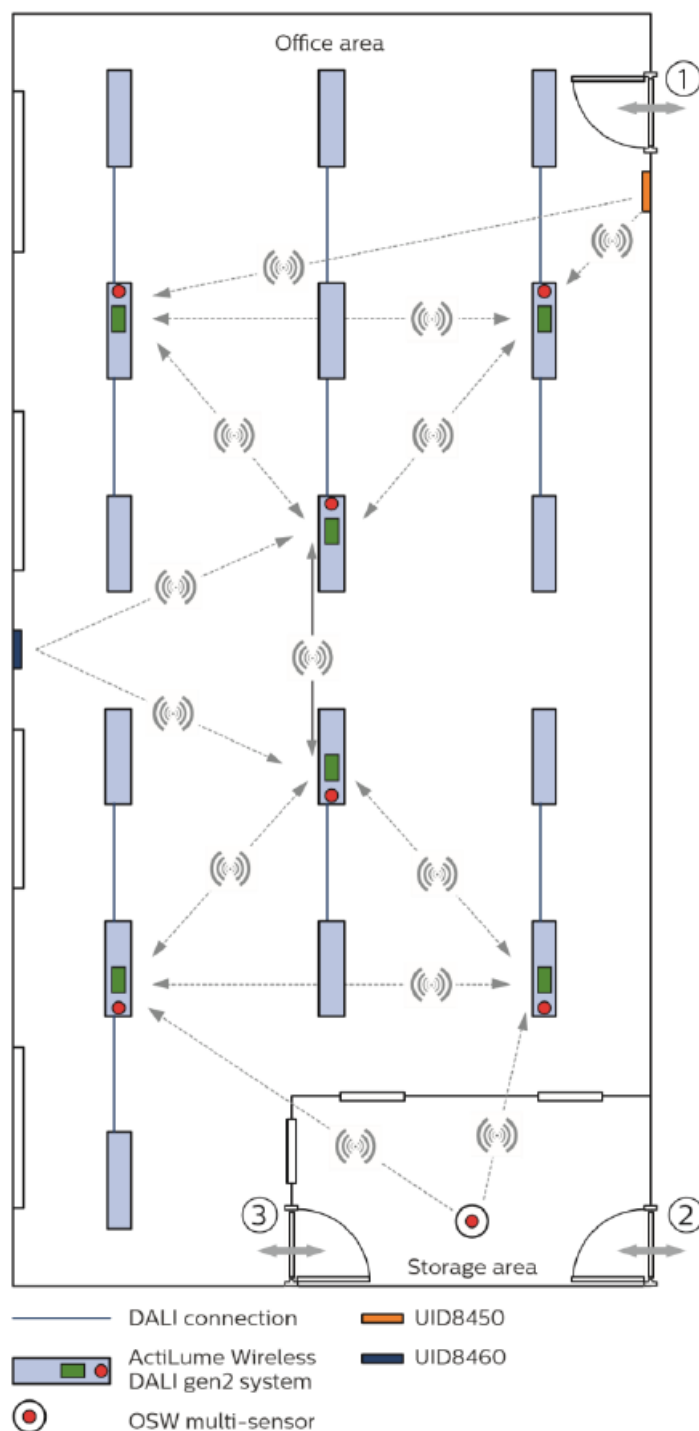 Office area
①
③
②
Storage area
DALI connection
UID8450
ActiLume Wireless
DALI gen2 system
UID8460
OSW multi-sensor